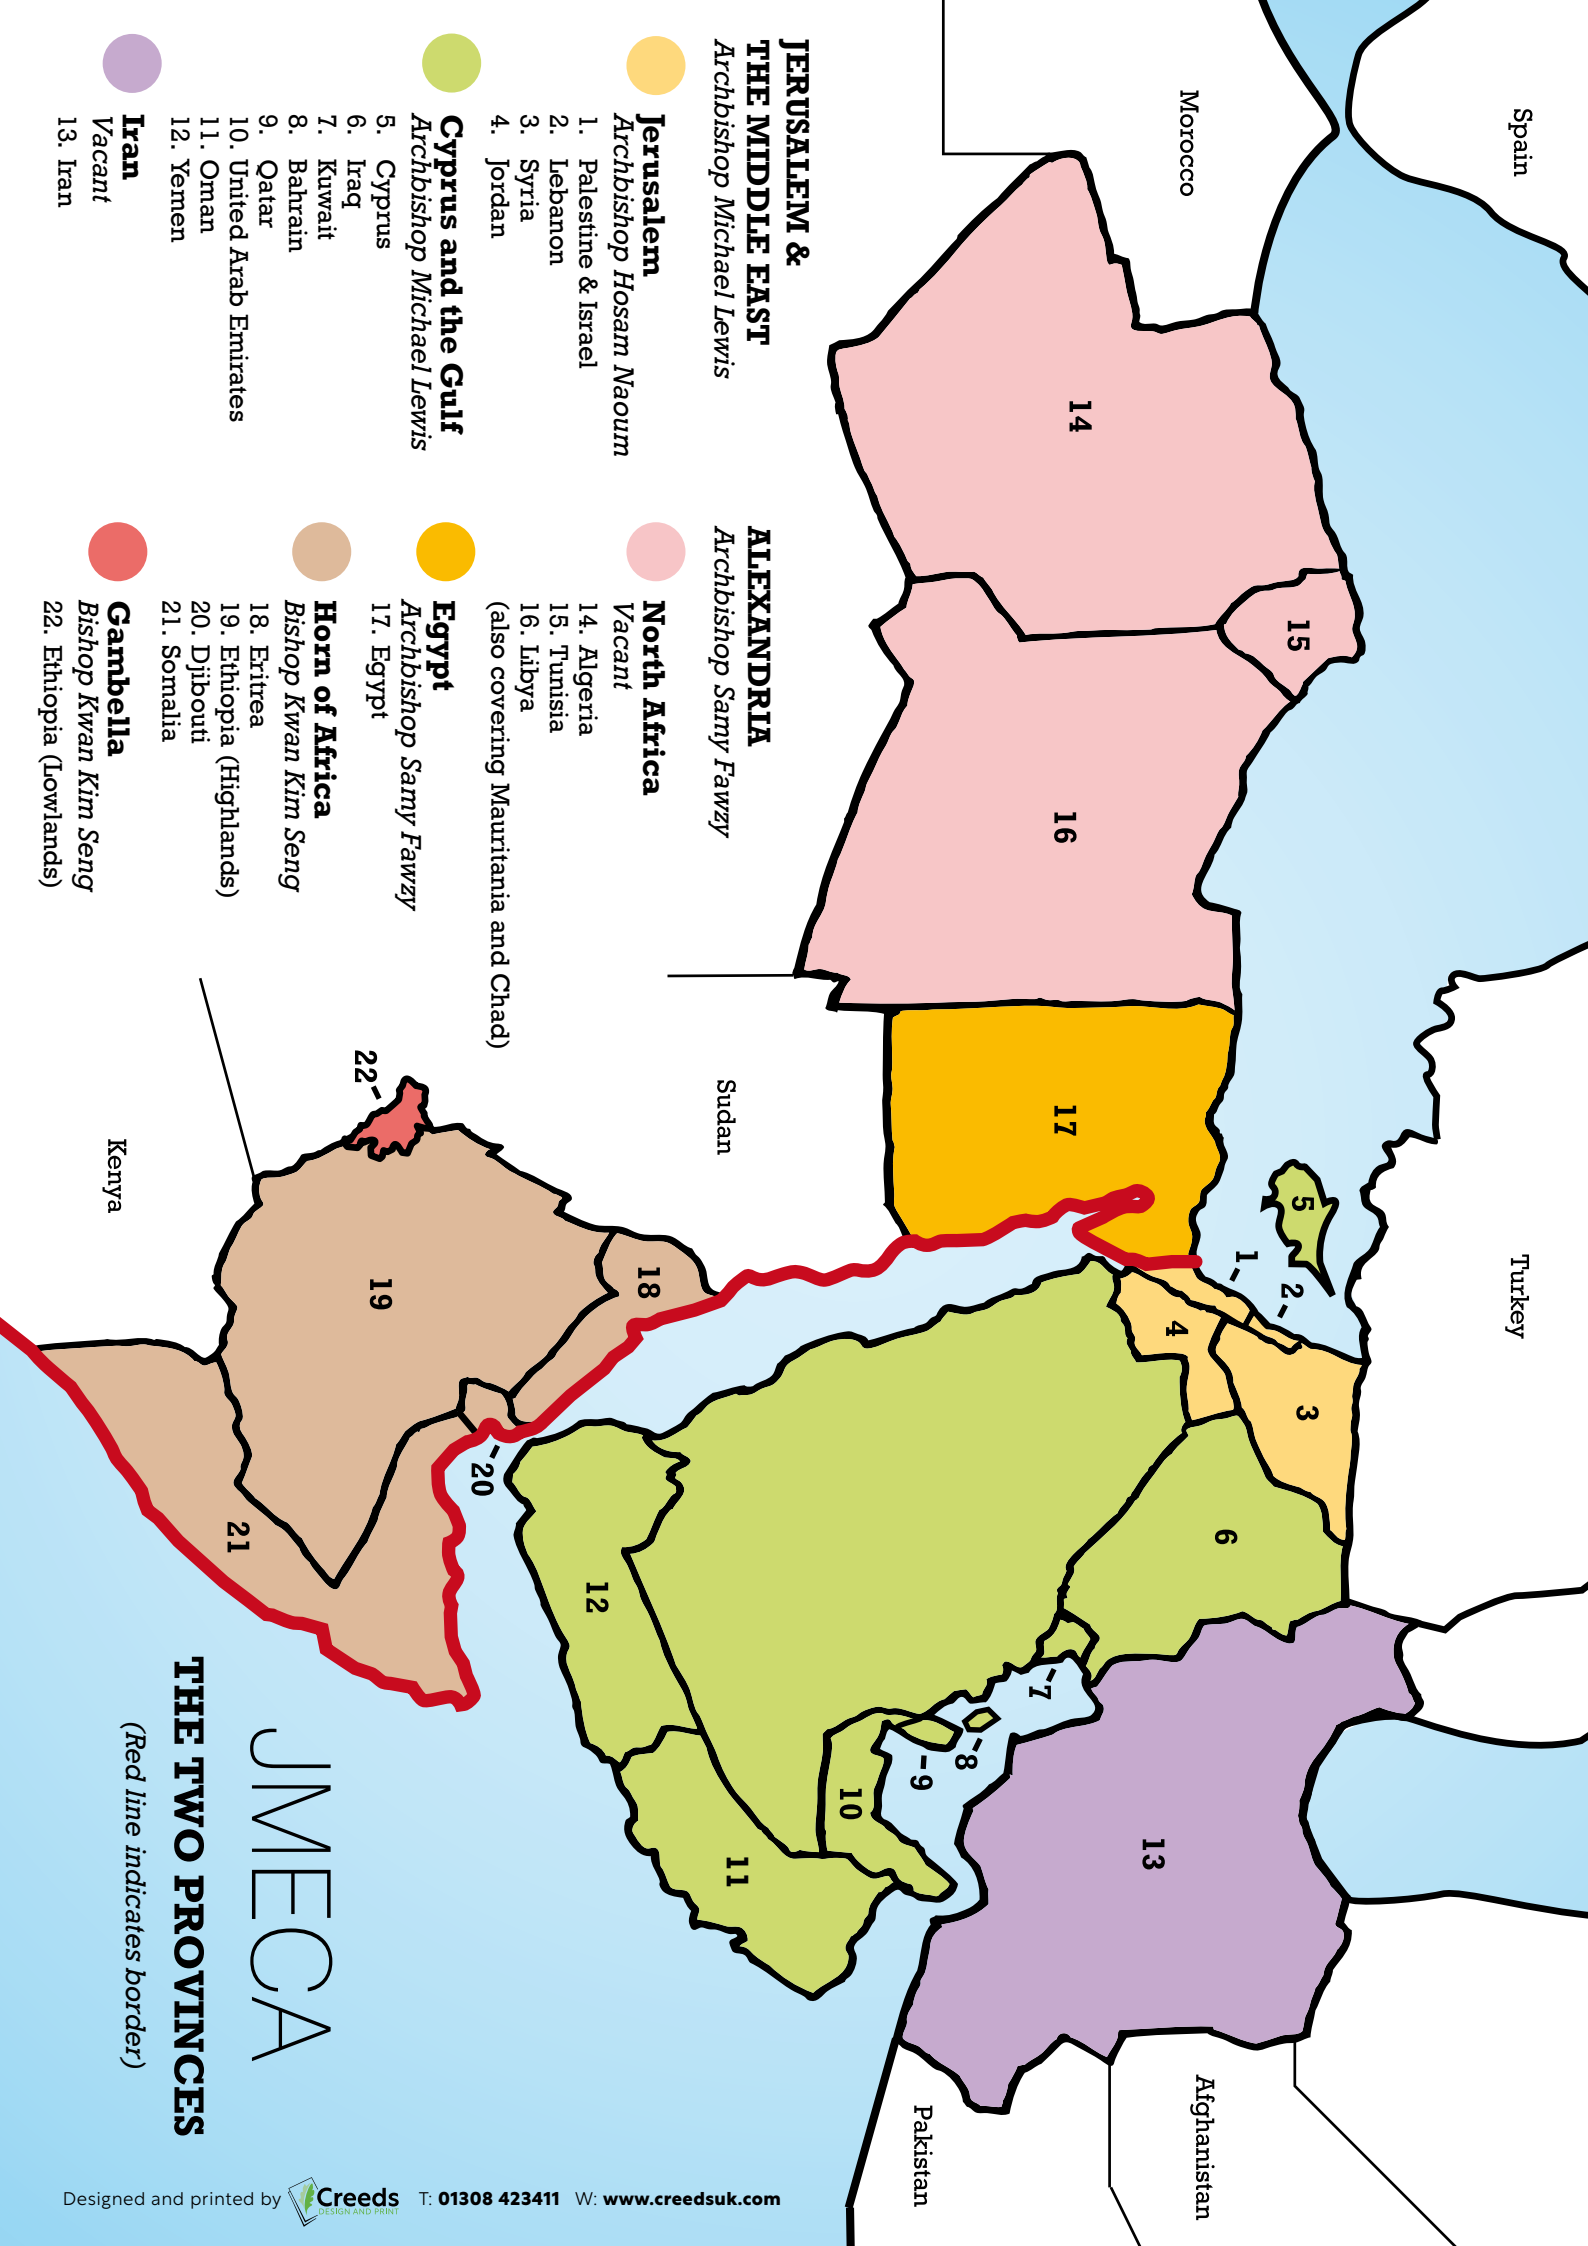 JERUSALEM &
THE MIDDLE EAST
Archbishop Michael Lewis
Jerusalem
Archbishop Hosam Naoum
1. Palestine & Israel
2. Lebanon
3. Syria
4. Jordan
Cyprus and the Gulf
Archbishop Michael Lewis
5. Cyprus
6. Iraq
7. Kuwait
8. Bahrain
9. Qatar
10. United Arab Emirates
11. Oman
12. Yemen
Iran
Vacant
13. Iran
ALEXANDRIA
Archbishop Samy Fawzy
North Africa
Vacant
14. Algeria
15. Tunisia
16. Libya
(also covering Mauritania and Chad)
Egypt
Archbishop Samy Fawzy
17. Egypt
Horn of Africa
Bishop Kwan Kim Seng
18. Eritrea
19. Ethiopia (Highlands)
20. Djibouti
21. Somalia
Gambella
Bishop Kwan Kim Seng
22. Ethiopia (Lowlands)
Spain
Morocco
Turkey
Sudan
Kenya
Afghanistan
Pakistan
14
15
16
17
5
1
2
3
4
6
7
8
9
10
11
12
13
18
19
20
21
22
JMECA
THE TWO PROVINCES
(Red line indicates border)
Designed and printed by Creeds DESIGN AND PRINT T: 01308 423411 W: www.creedsuk.com